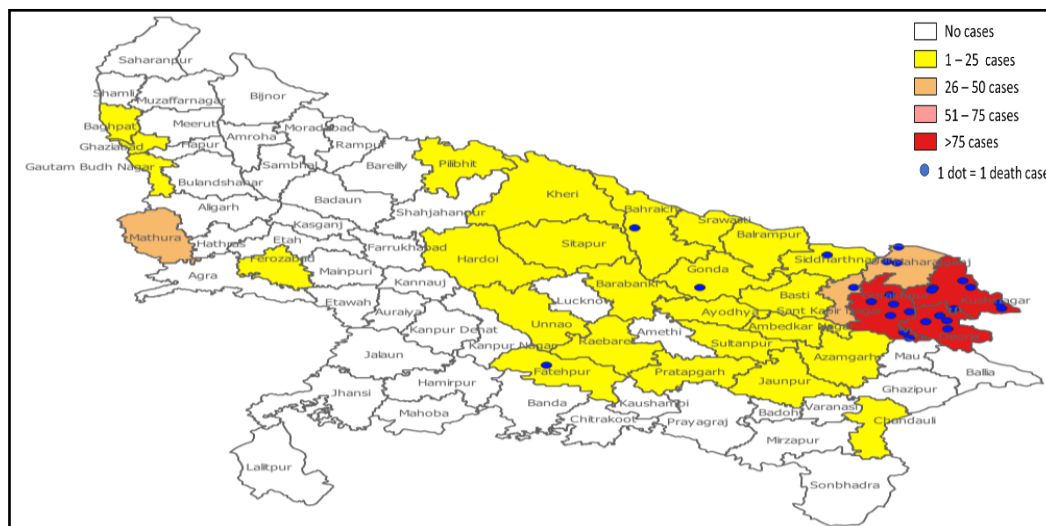 No cases
1 – 25 cases
26 – 50 cases
51 – 75 cases
>75 cases
1 dot = 1 death case
Saharanpur
Shamli
Muzaffarnagar
Bijnor
Baghpat
Meerut
Ghaziabad
Hapur
Amroha
Moradabad
Rampur
Sambhal
Bareilly
Pilibhit
Gautam Budh Nagar
Bulandshahar
Badaun
Shahjahanpur
Kheri
Bahraich
Srawasti
Balrampur
Aligarh
Kasganj
Mathura
Hathras
Etah
Farrukhabad
Hardoi
Sitapur
Gonda
Siddharthnagar
Agra
Ferozabad
Mainpuri
Kannauj
Barabanki
Basti
Sant Kabir Nagar
Etawah
Auraiya
Lucknow
Unnao
Ayodhya
Ambedkar Nagar
Kanpur Dehat
Kanpur Nagar
Raebareli
Amethi
Sultanpur
Azamgarh
Mau
Ballia
Jalaun
Fatehpur
Pratapgarh
Jaunpur
Ghazipur
Jhansi
Hamirpur
Mahoba
Banda
Kaushambi
Chitrakoot
Prayagraj
Badohi
Varanasi
Chandauli
Mirzapur
Lalitpur
Sonbhadra